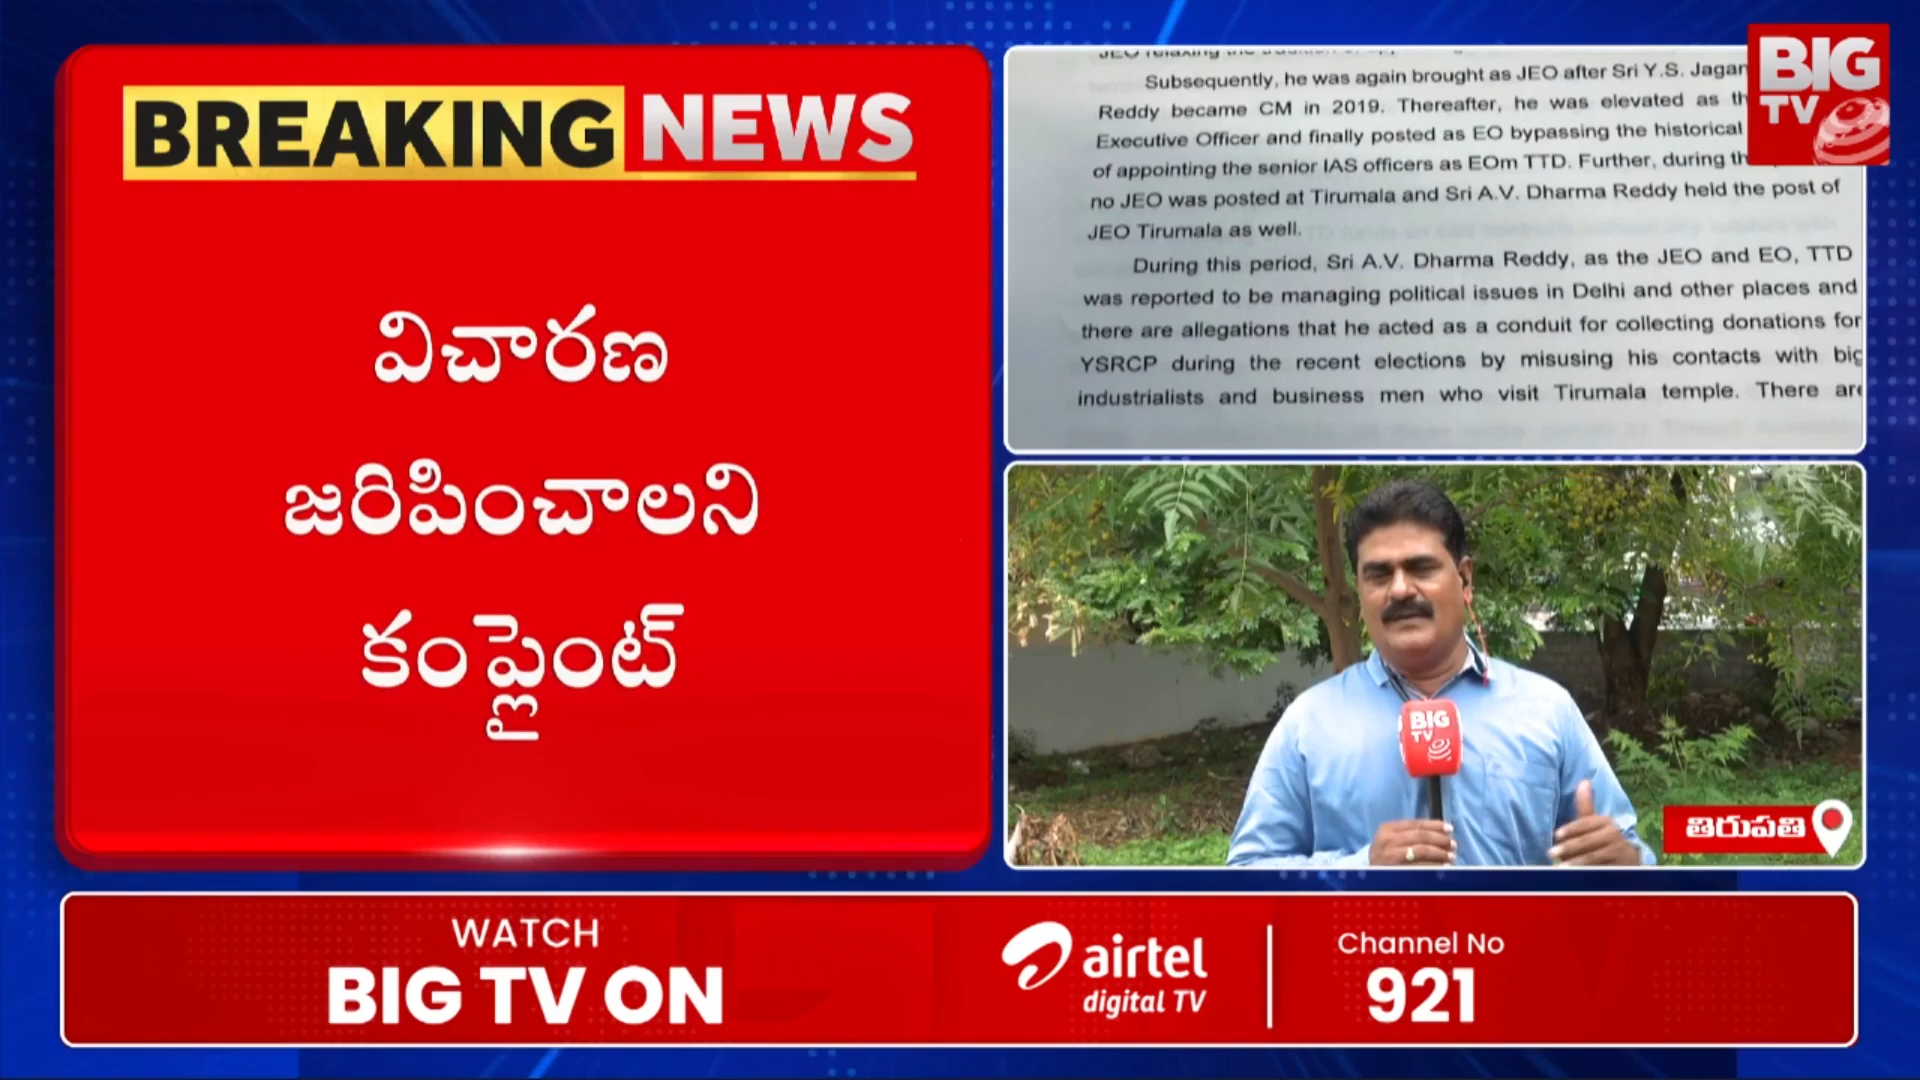 BREAKING NEWS
విచారణ
జరిపించాలని
కంప్లైంట్
Subsequently, he was again brought as JEO after Sri Y.S.
Reddy became CM in 2019. Thereafter, he was elevated as
Executive Officer and finally posted as EO bypassing the historical
of appointing the senior IAS officers as EOm TTD. Further, during
no JEO was posted at Tirumala and Sri A.V. Dharma Reddy held the post of
JEO Tirumala as well.
During this period, Sri A.V. Dharma Reddy, as the JEO and EO, TTD
was reported to be managing political issues in Delhi and other places and
there are allegations that he acted as a conduit for collecting donations for
YSRCP during the recent elections by misusing his contacts with big
industrialists and business men who visit Tirumala temple. There are
BIG
TV
BIG
TV
తిరుపతి
WATCH
BIG TV ON
airtel
digital TV
Channel No
921